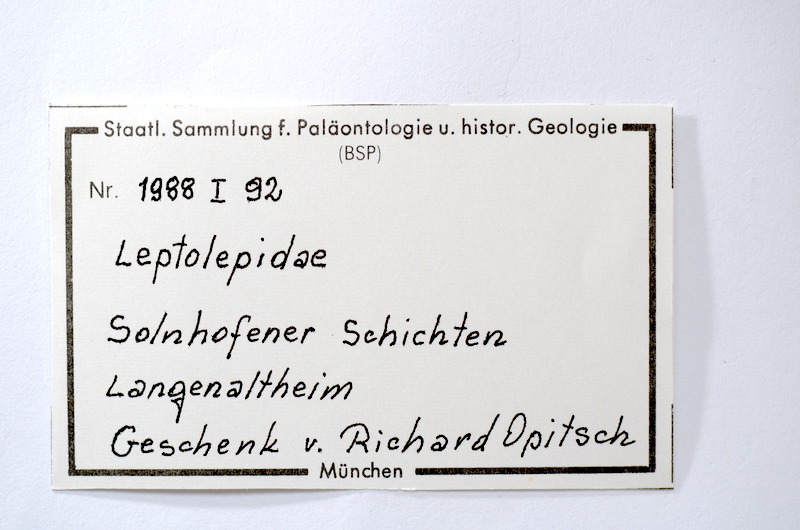 Staatl. Sammlung f. Paläontologie u. histor. Geologie
(BSP)
Nr. 1988 I 92
Leptolepidae
Solnhofener Schichten
Langenaltheim
Geschenk v. Richard Opitsch
München